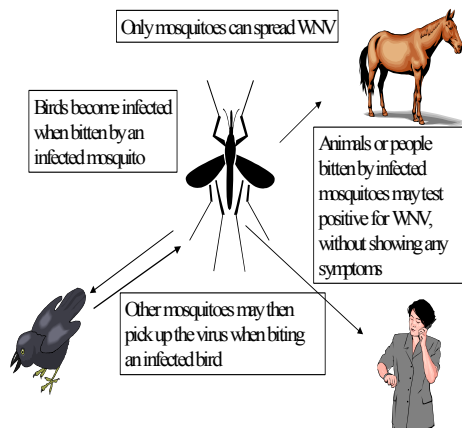 Only mosquitoes can spread WNV
Birds become infected
when bitten by an
infected mosquito
Animals or people
bitten by infected
mosquitoes may test
positive for WNV,
without showing any
symptoms
Other mosquitoes may then
pick up the virus when biting
an infected bird